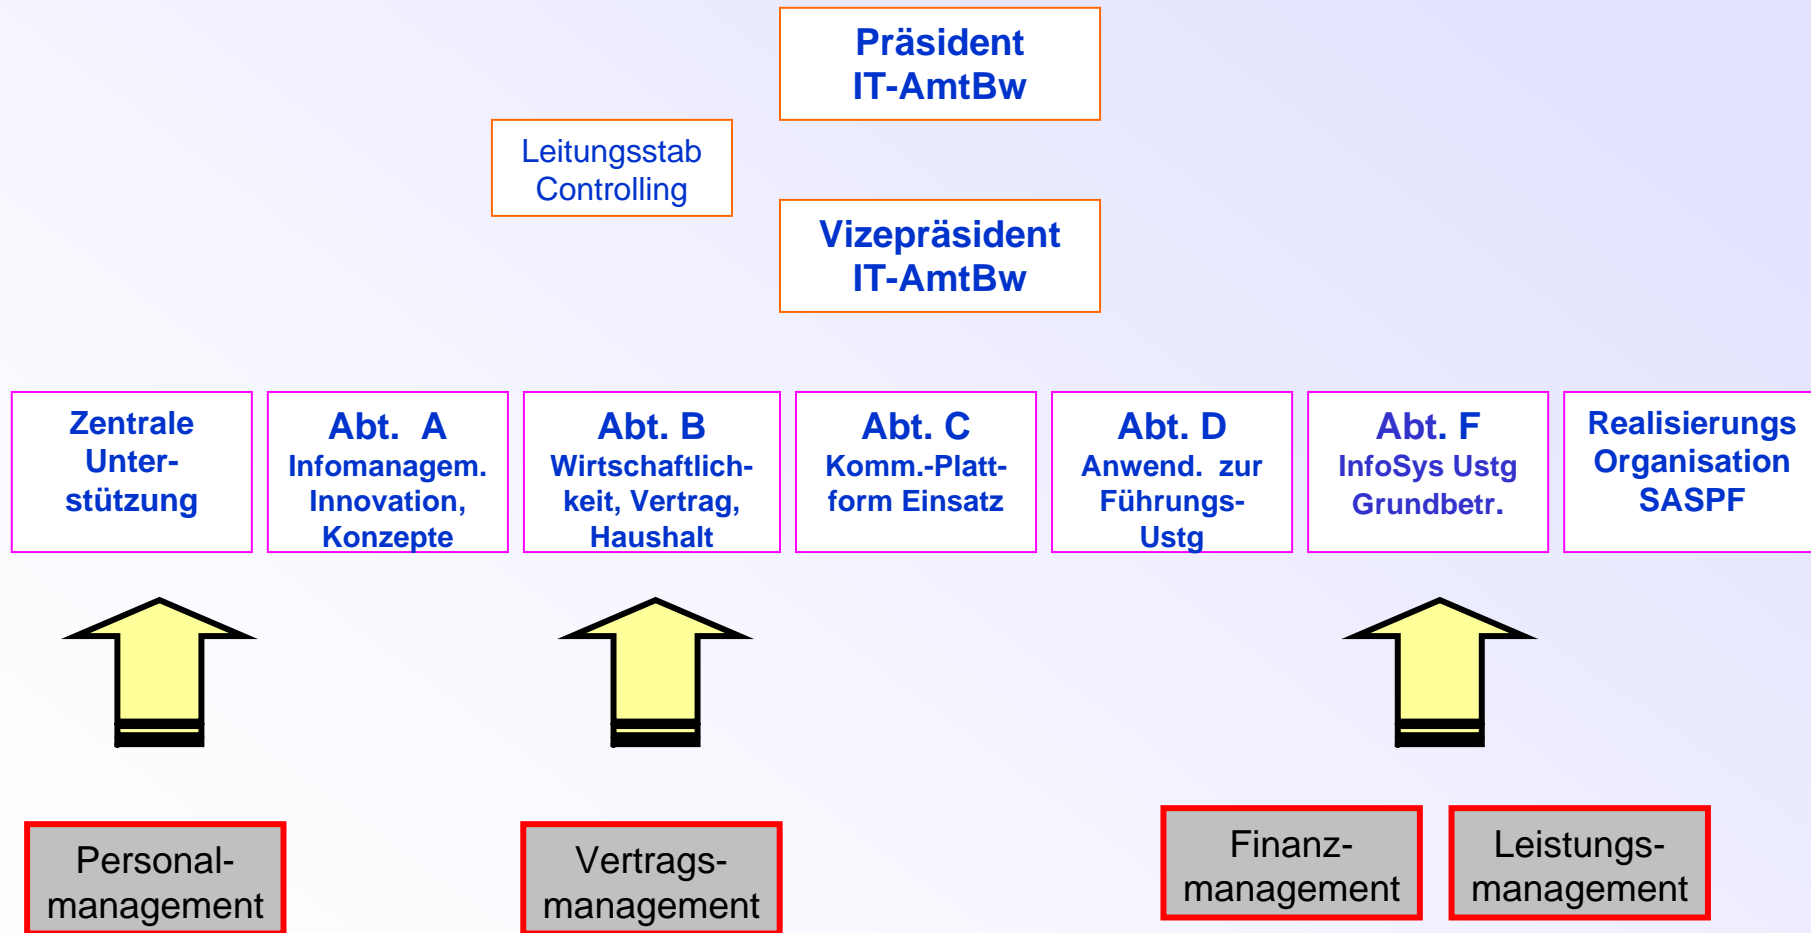 Präsident
IT-AmtBw
Leitungsstab
Controlling
Vizepräsident
IT-AmtBw
Zentrale
Unter-
stützung
Abt. A
Infomanagem.
Innovation,
Konzepte
Abt. B
Wirtschaftlich-
keit, Vertrag,
Haushalt
Abt. C
Komm.-Platt-
form Einsatz
Abt. D
Anwend. zur
Führungs-
Ustg
Abt. F
InfoSys Ustg
Grundbetr.
Realisierungs
Organisation
SASPF
Personal-
management
Vertrags-
management
Finanz-
management
Leistungs-
management